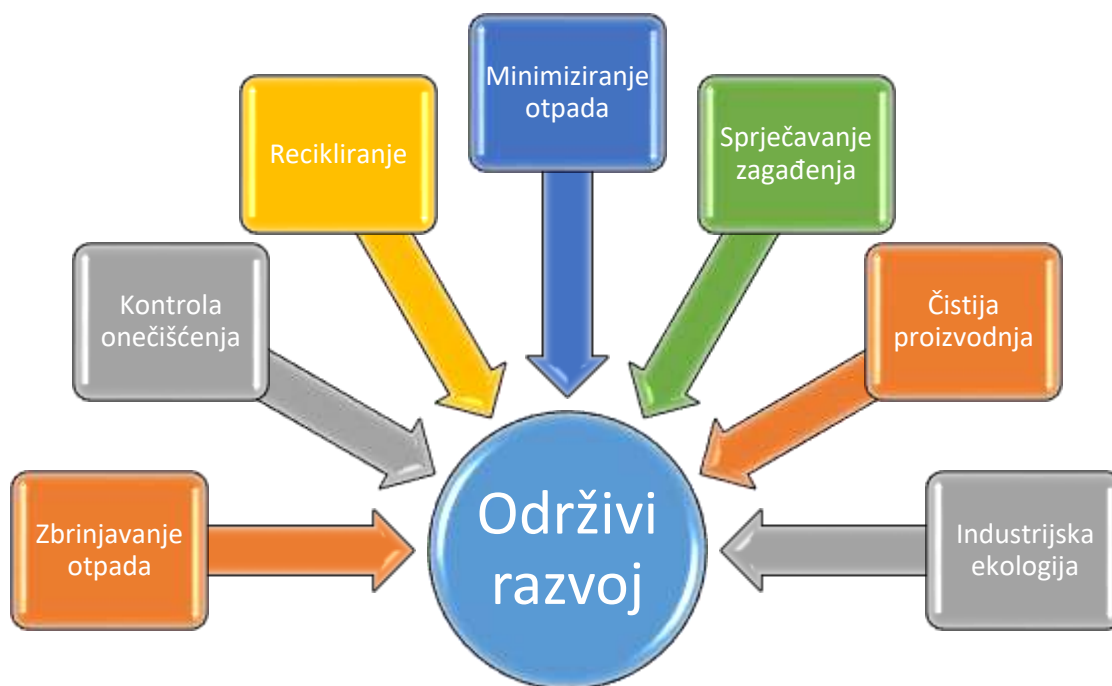 Minimiziranje
otpada
Recikliranje
Sprječavanje
zagađenja
Kontrola
onečišćenja
Čistija
proizvodnja
Zbrinjavanje
otpada
Održivi
razvoj
Industrijska
ekologija